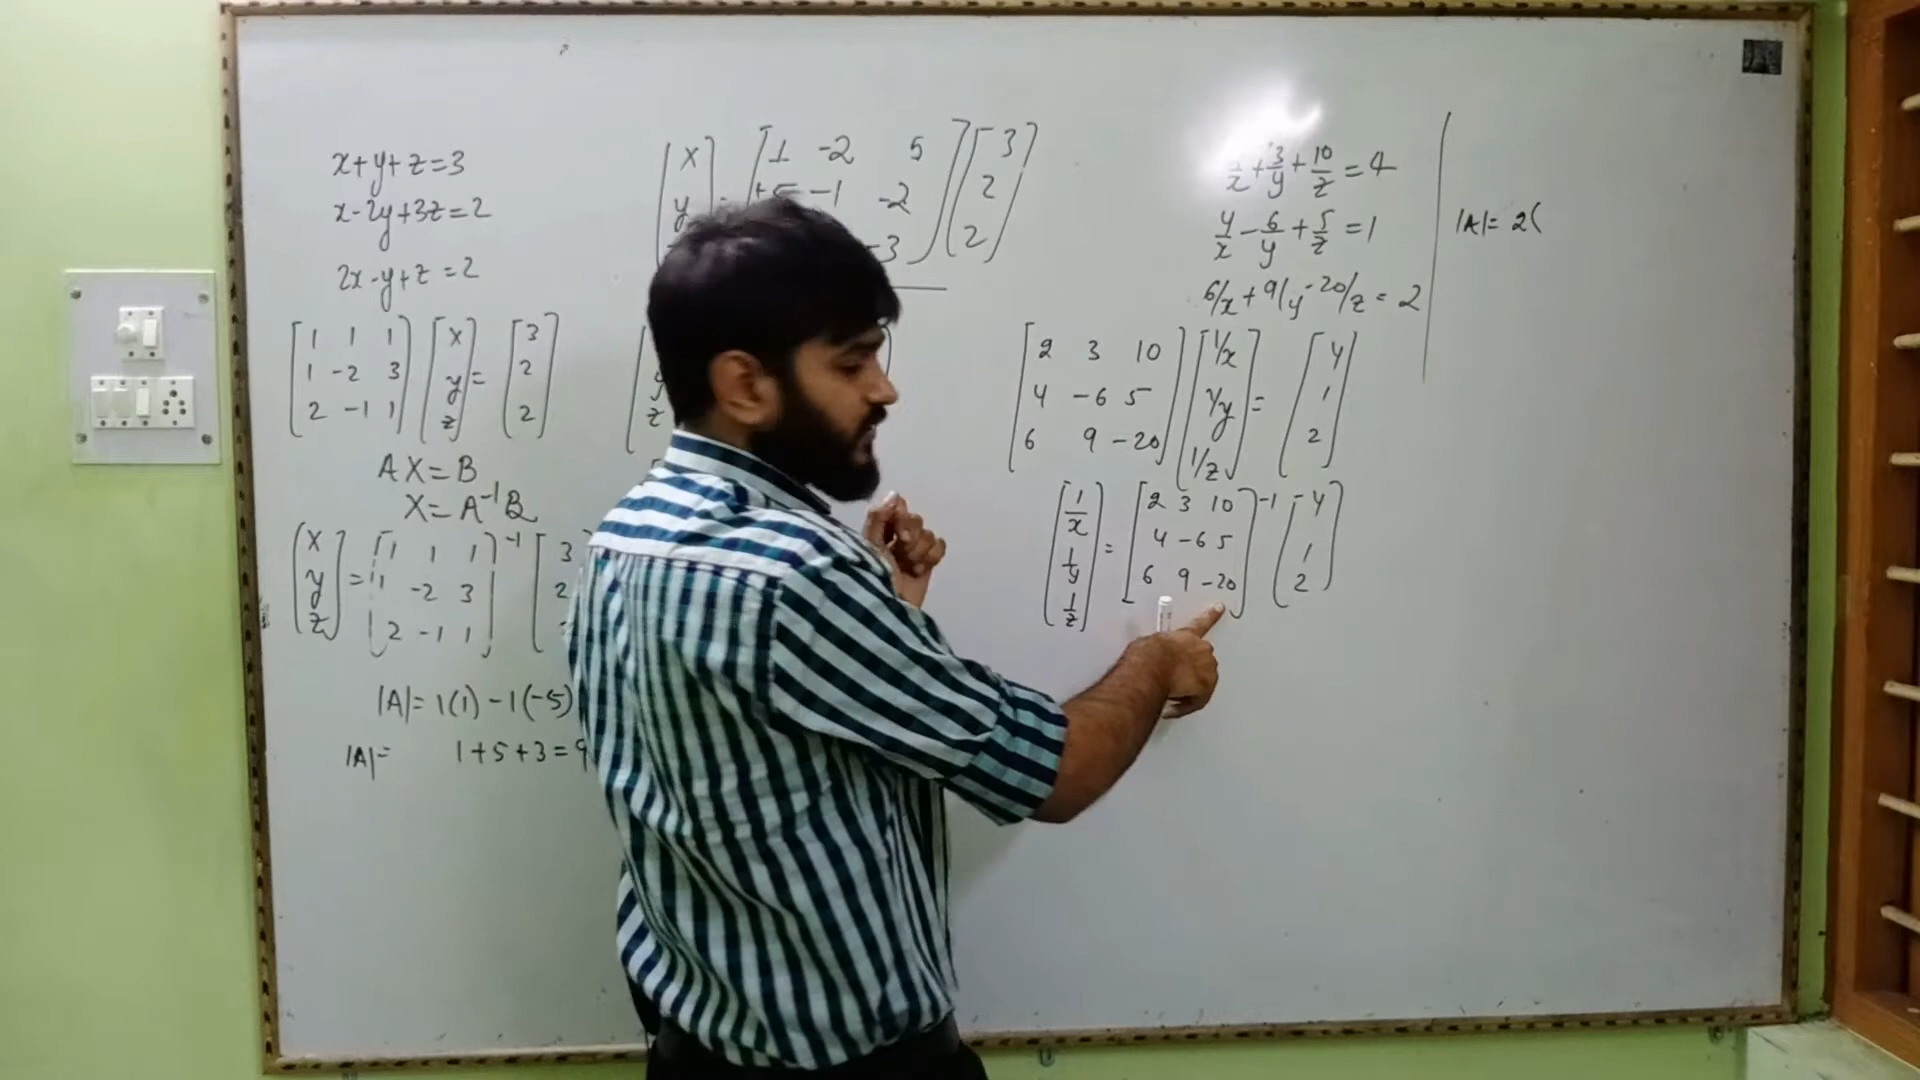 x+y+z=3
x-2y+3z=2
2x-y+z=2
[1 1 1] [x] = [3]
[1 -2 3] [y] [2]
[2 -1 1] [z] [2]
AX=B
X=A⁻¹B
[x] = [1 1 1]⁻¹ [3]
[y] [1 -2 3] [2]
[z] [2 -1 1]
|A|= 1(1) - 1(-5)
|A|= 1+5+3=9
[x] [1 -2 5] [3]
[y] -1 -2 [2]
-3 [2]
z
/x + 3/y + 10/z = 4
4/x - 6/y + 5/z = 1
6/x + 9/y - 20/z = 2
[2 3 10] [1/x] = [4]
[4 -6 5] [1/y] [1]
[6 9 -20] [1/z] [2]
[1/x] = [2 3 10]⁻¹ [4]
[1/y] [4 -6 5] [1]
[1/z] [6 9 -20] [2]
|A|= 2(